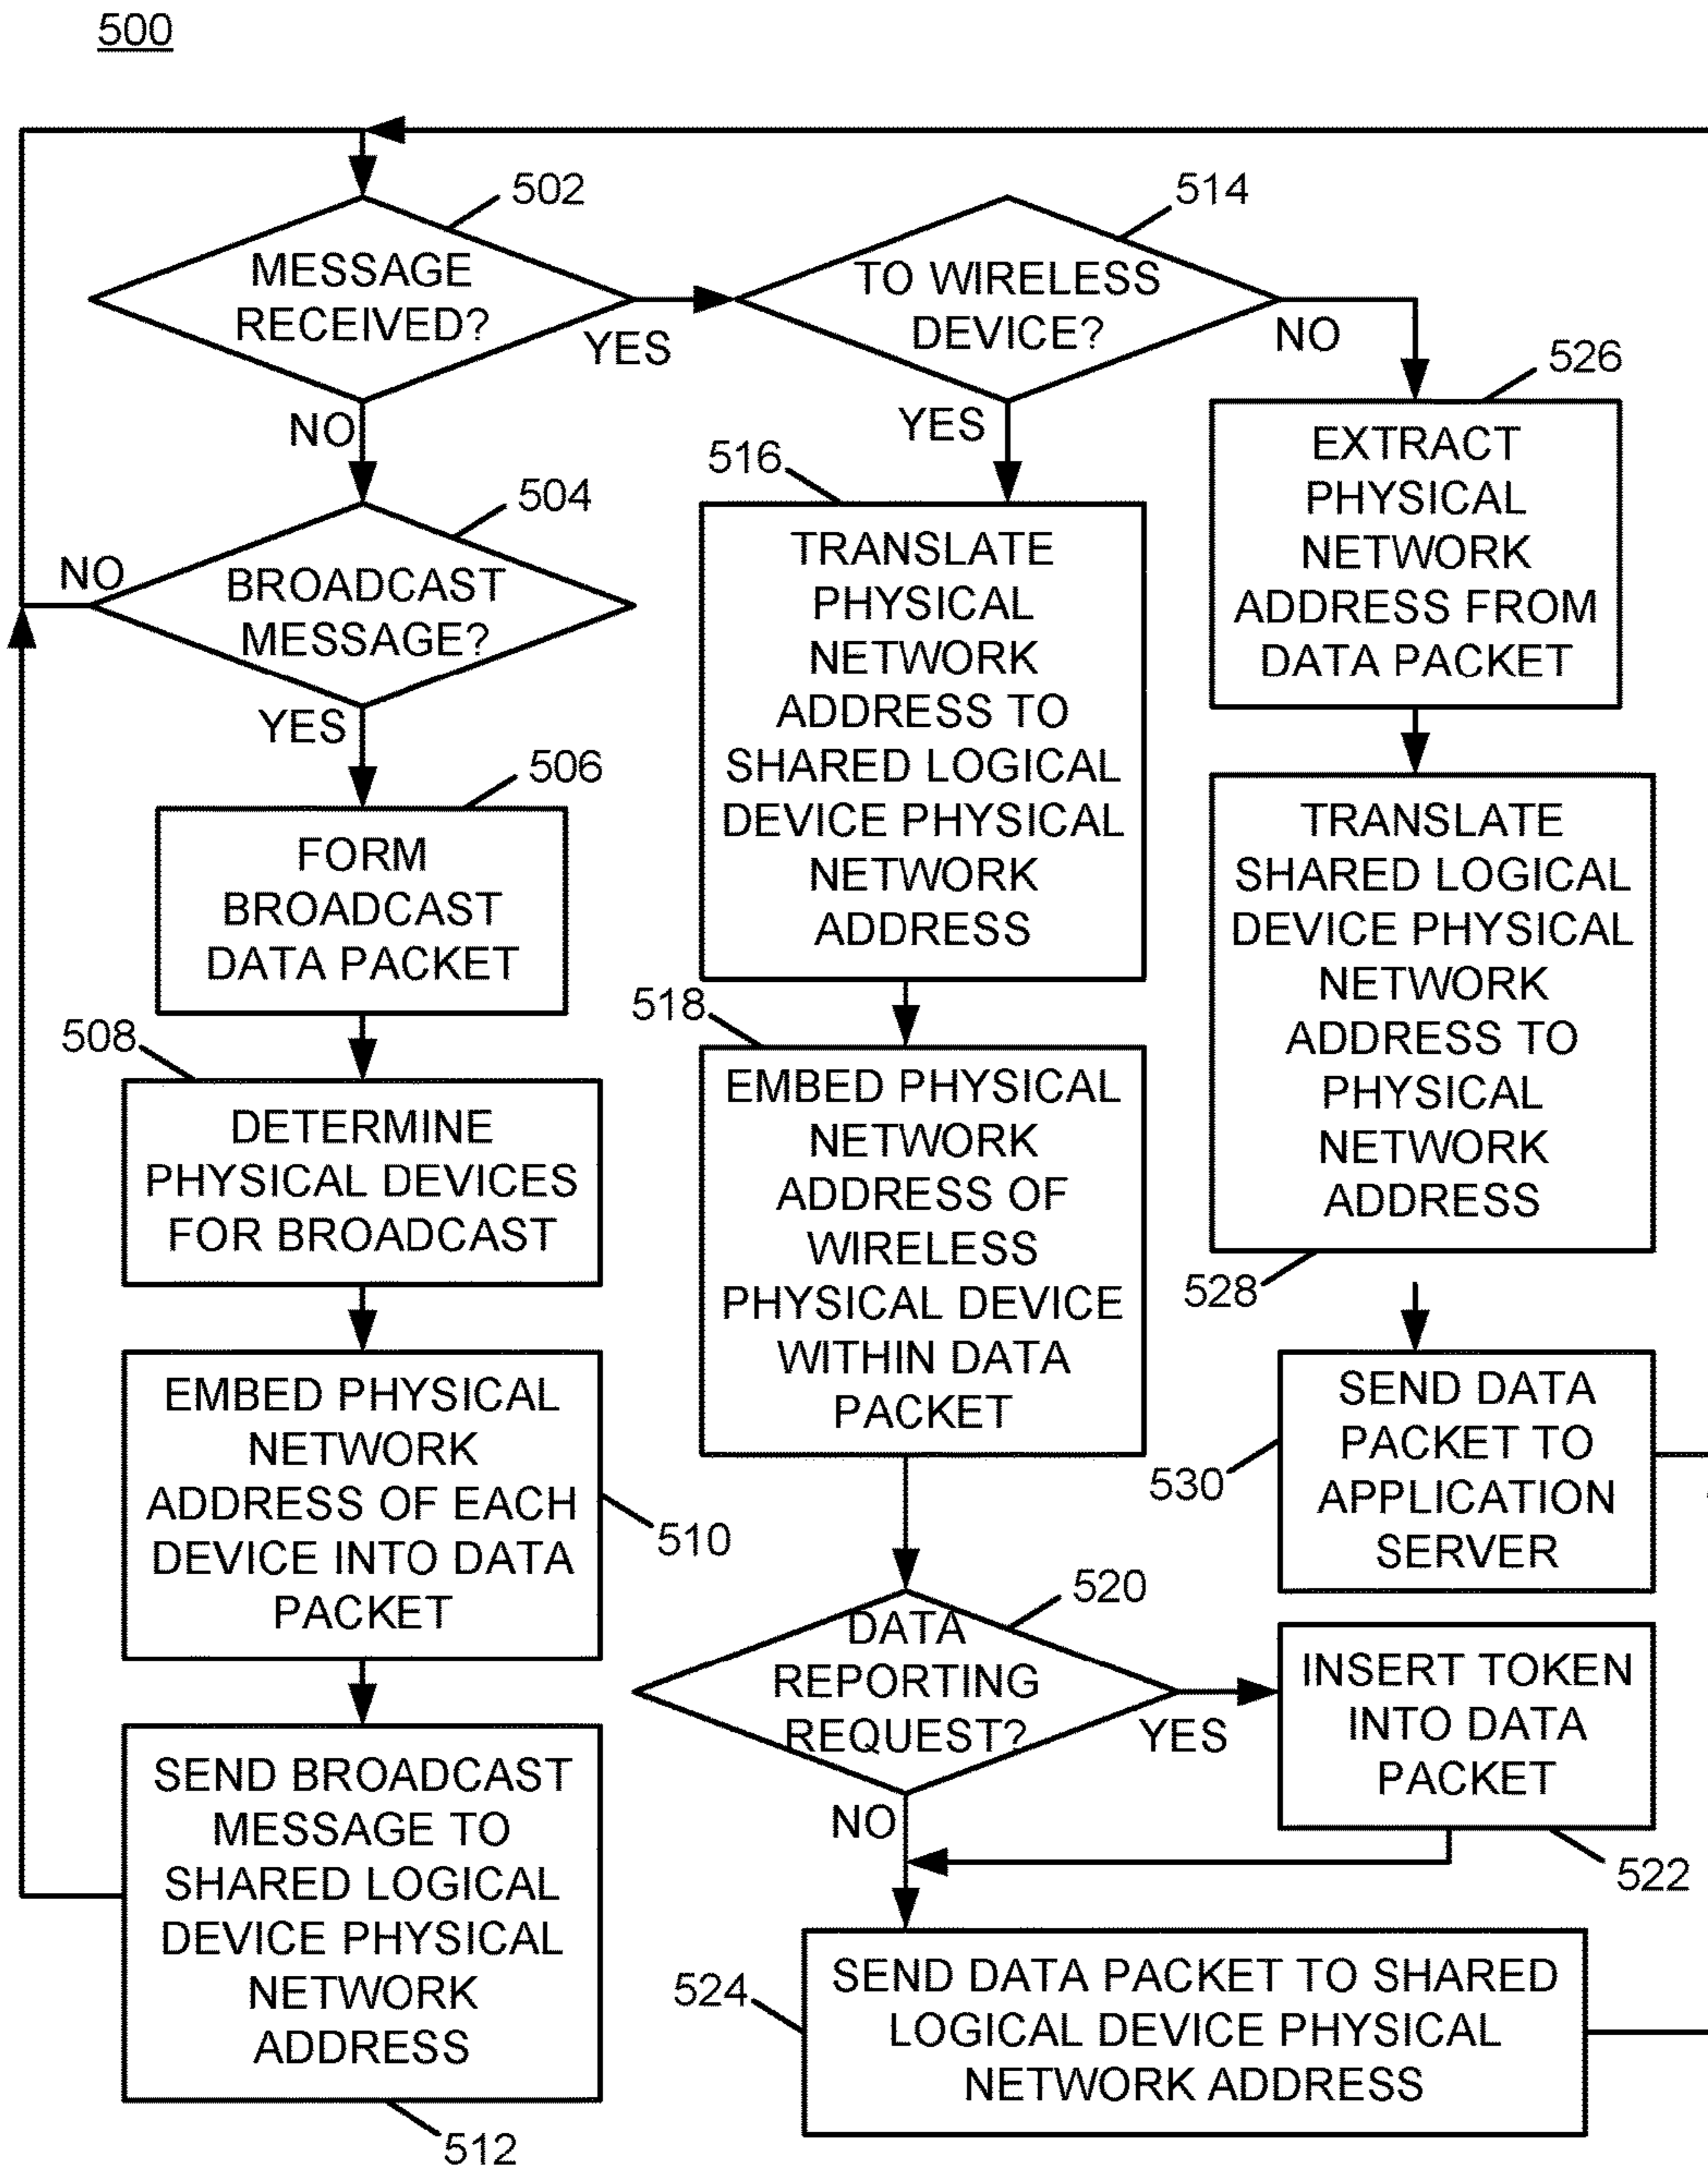 500
502
MESSAGE
RECEIVED?
YES
NO
504
BROADCAST
MESSAGE?
NO
YES
506
FORM
BROADCAST
DATA PACKET
508
DETERMINE
PHYSICAL DEVICES
FOR BROADCAST
EMBED PHYSICAL
NETWORK
ADDRESS OF EACH
DEVICE INTO DATA
PACKET
510
SEND BROADCAST
MESSAGE TO
SHARED LOGICAL
DEVICE PHYSICAL
NETWORK
ADDRESS
512
514
TO WIRELESS
DEVICE?
NO
YES
516
TRANSLATE
PHYSICAL
NETWORK
ADDRESS TO
SHARED LOGICAL
DEVICE PHYSICAL
NETWORK
ADDRESS
518
EMBED PHYSICAL
NETWORK
ADDRESS OF
WIRELESS
PHYSICAL DEVICE
WITHIN DATA
PACKET
520
DATA
REPORTING
REQUEST?
YES
NO
INSERT TOKEN
INTO DATA
PACKET
522
524
SEND DATA PACKET TO SHARED
LOGICAL DEVICE PHYSICAL
NETWORK ADDRESS
526
EXTRACT
PHYSICAL
NETWORK
ADDRESS FROM
DATA PACKET
TRANSLATE
SHARED LOGICAL
DEVICE PHYSICAL
NETWORK
ADDRESS TO
PHYSICAL
NETWORK
ADDRESS
528
SEND DATA
PACKET TO
APPLICATION
SERVER
530